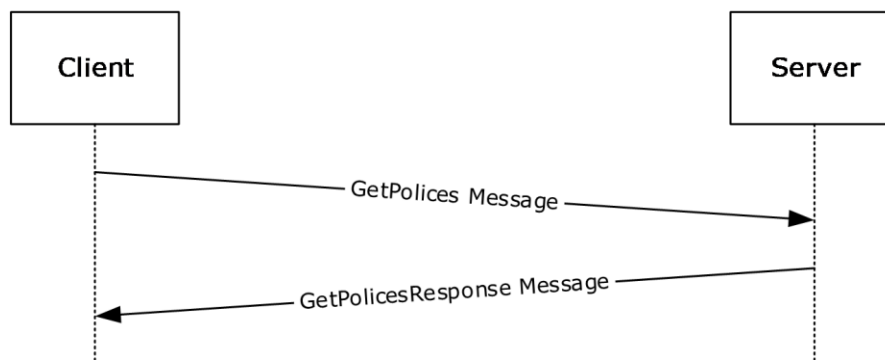 Client
Server
GetPolices Message
GetPolicesResponse Message